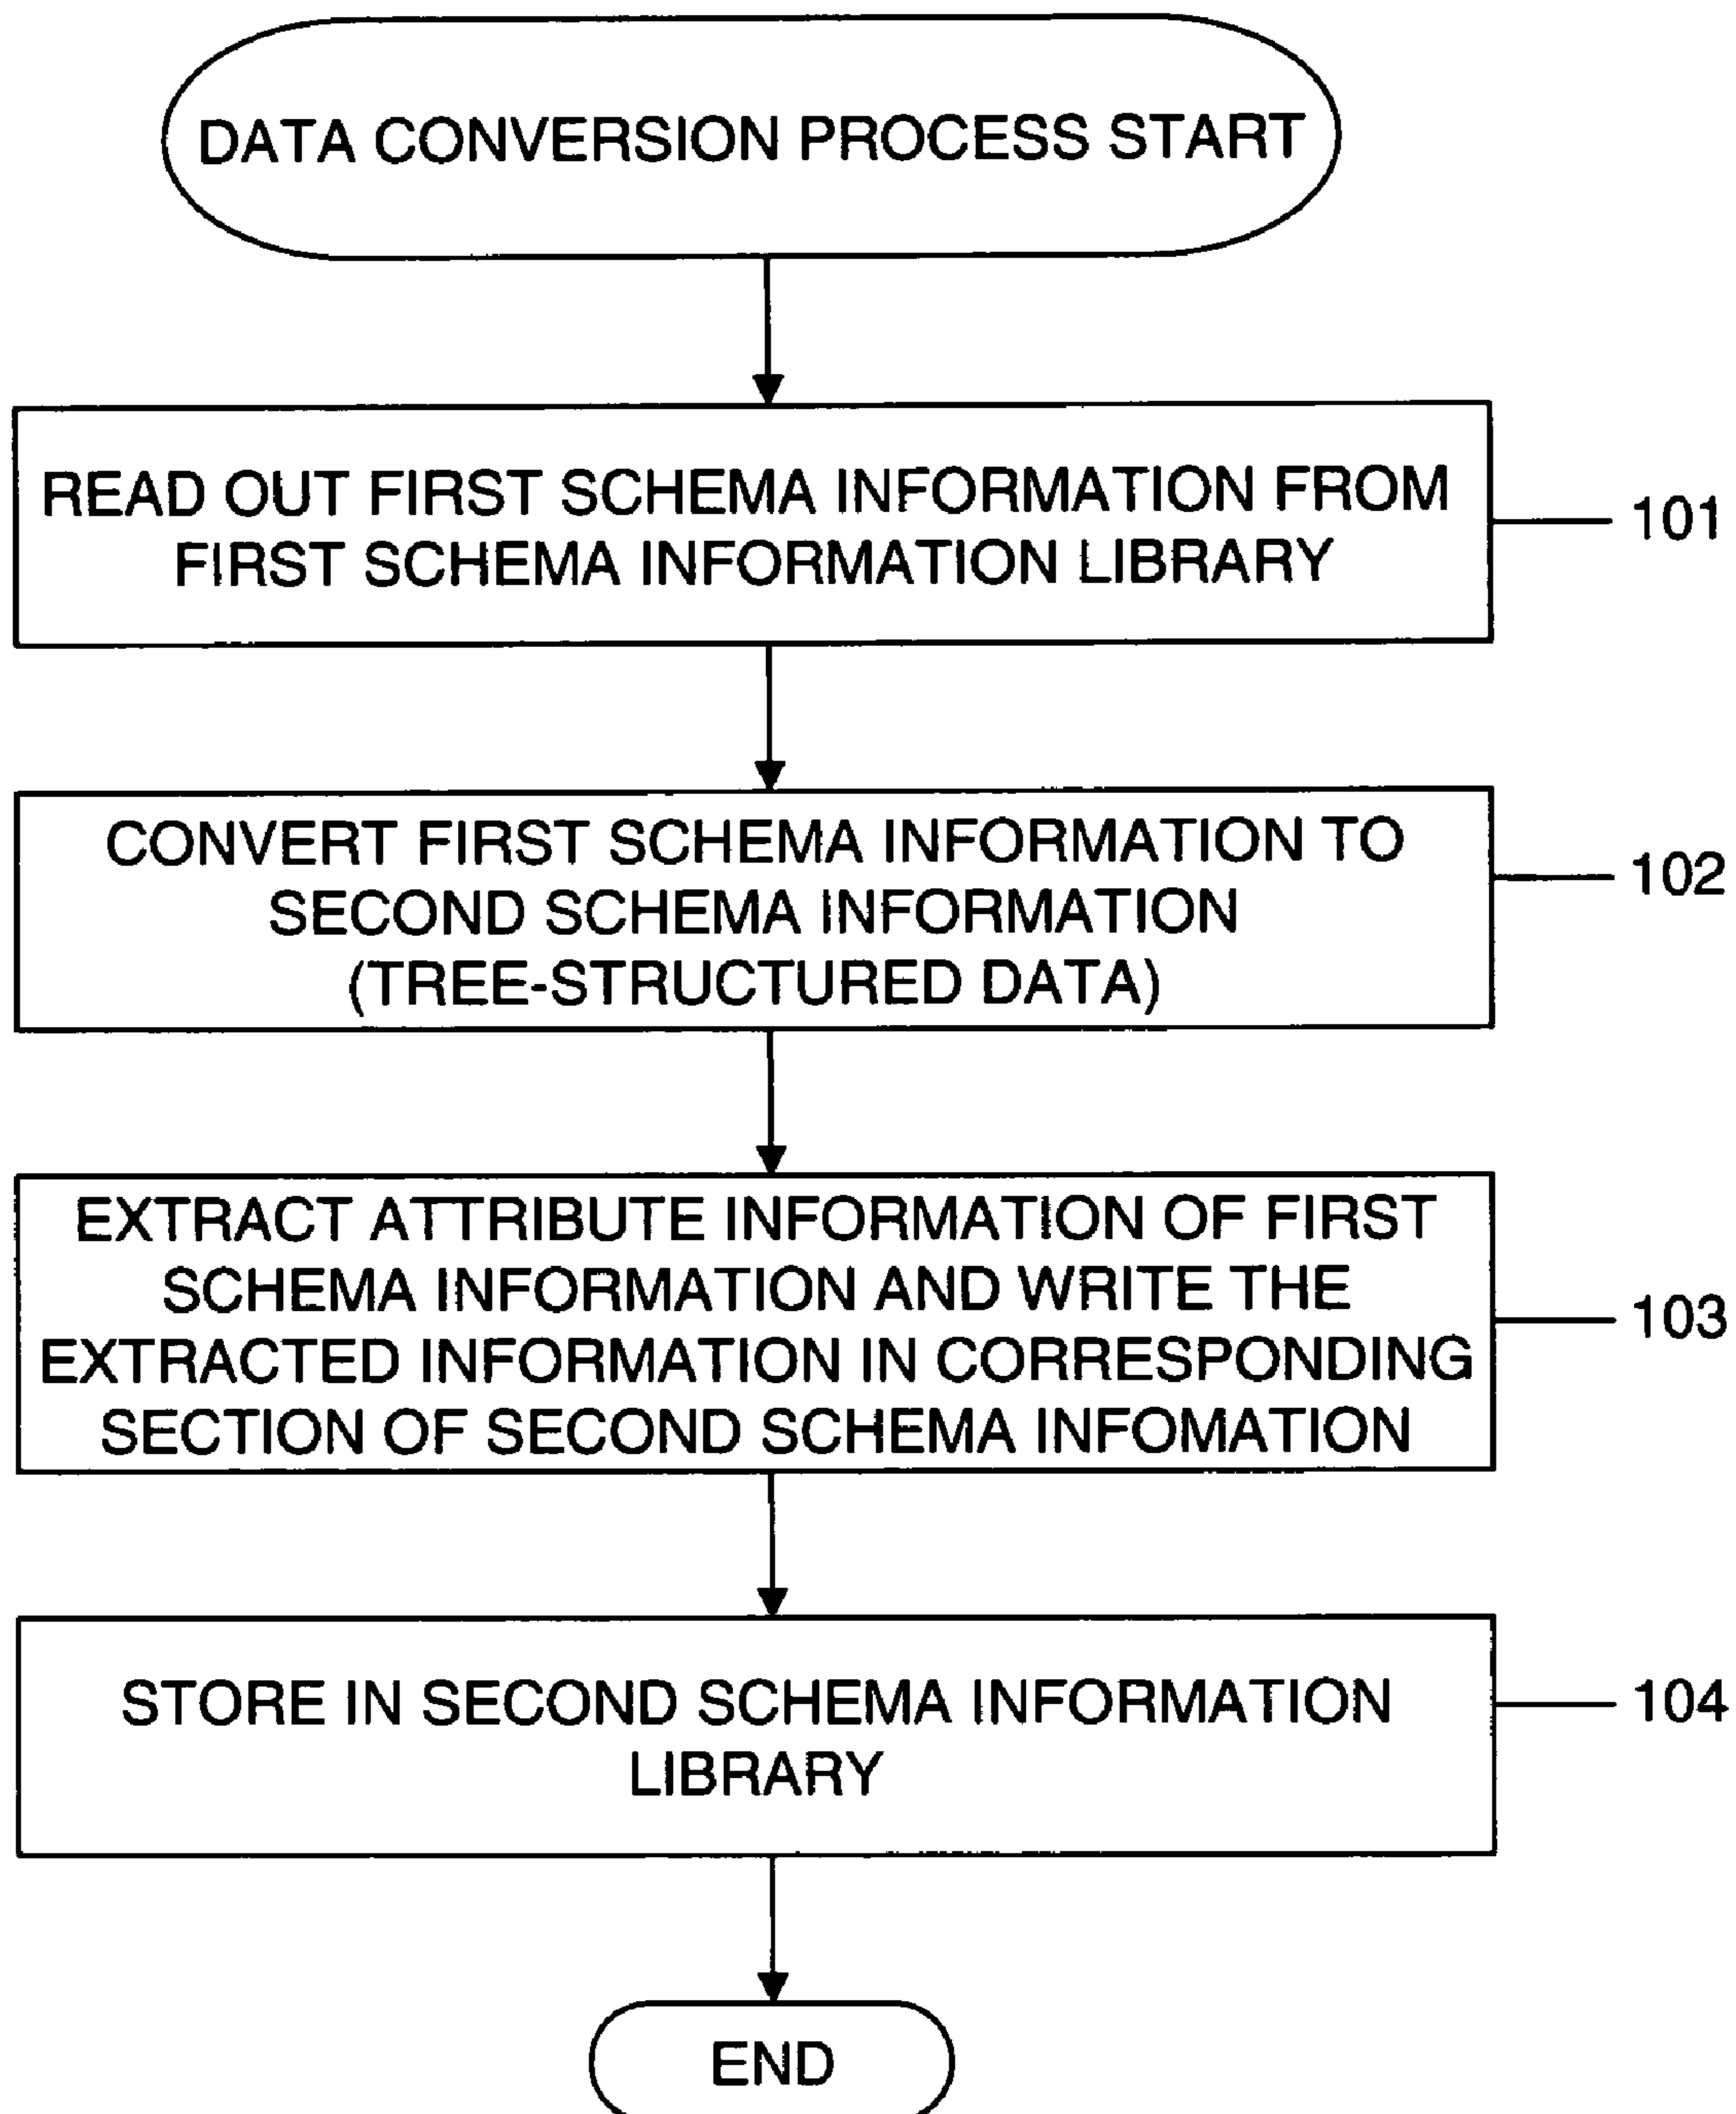 DATA CONVERSION PROCESS START
READ OUT FIRST SCHEMA INFORMATION FROM
FIRST SCHEMA INFORMATION LIBRARY
101
CONVERT FIRST SCHEMA INFORMATION TO
SECOND SCHEMA INFORMATION
(TREE-STRUCTURED DATA)
102
EXTRACT ATTRIBUTE INFORMATION OF FIRST
SCHEMA INFORMATION AND WRITE THE
EXTRACTED INFORMATION IN CORRESPONDING
SECTION OF SECOND SCHEMA INFOMATION
103
STORE IN SECOND SCHEMA INFORMATION
LIBRARY
104
END